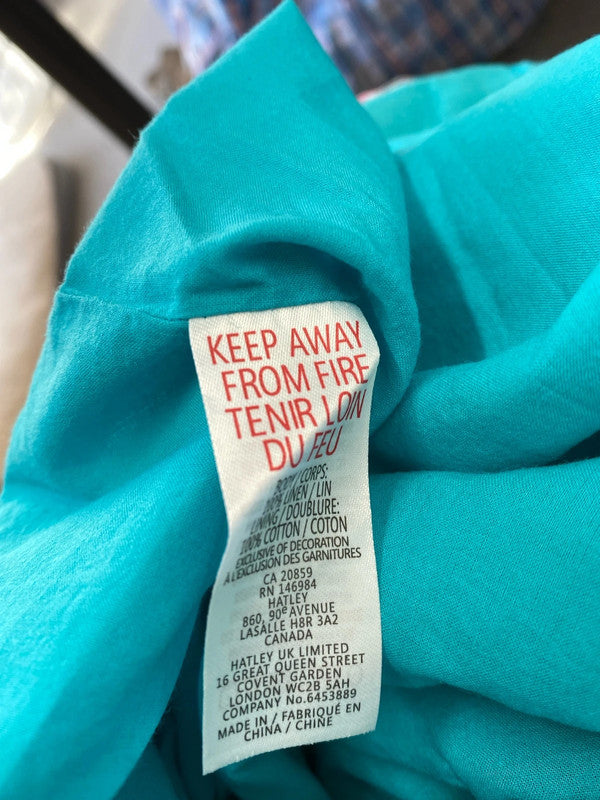 KEEP AWAY
FROM FIRE
TENIR LOIN
DU FEU
BODY / CORPS:
100% LINEN / LIN
LINING / DOUBLURE:
100% COTTON / COTON
EXCLUSIVE OF DECORATION
À L'EXCLUSION DES GARNITURES
CA 20859
RN 146984
HATLEY
860, 90e AVENUE
LASALLE H8R 3A2
CANADA
HATLEY UK LIMITED
16 GREAT QUEEN STREET
COVENT GARDEN
LONDON WC2B 5AH
COMPANY No.6453889
MADE IN / FABRIQUÉ EN
CHINA / CHINE